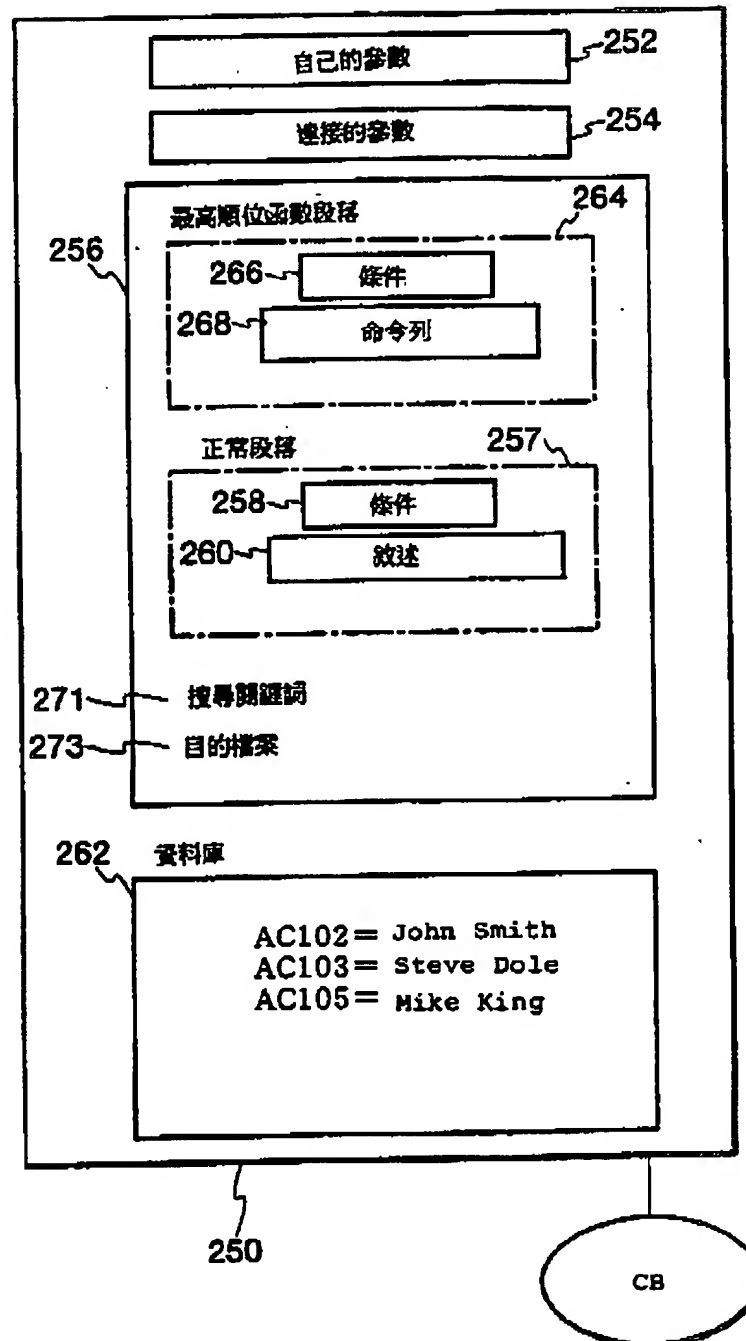 自己的參數
252
連接的參數
254
256
最高順位函數段落
264
266
條件
268
命令列
正常段落
257
258
條件
260
敘述
271
搜尋關鍵詞
273
目的檔案
262
資料庫
AC102= John Smith
AC103= Steve Dole
AC105= Mike King
250
CB